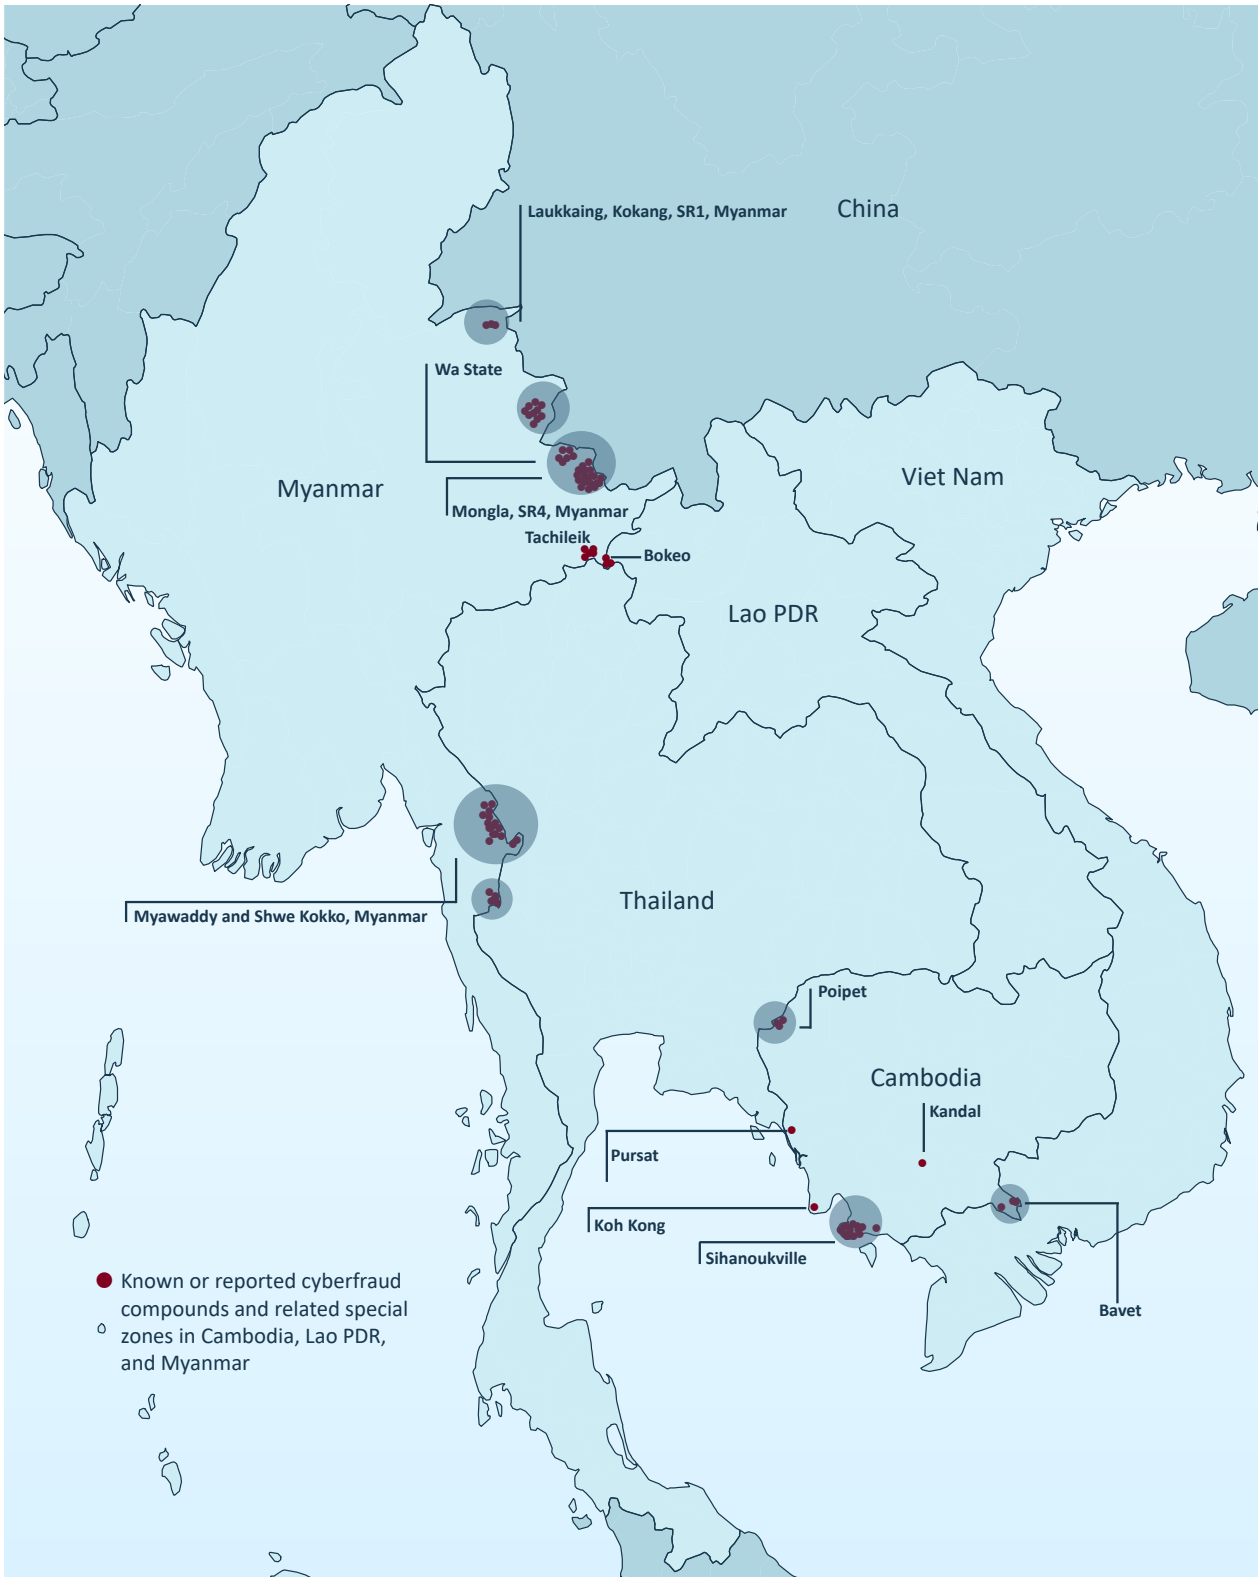 Laukkaing, Kokang, SR1, Myanmar
China
Wa State
Viet Nam
Myanmar
Mongla, SR4, Myanmar
Tachileik
Bokeo
Lao PDR
Thailand
Myawaddy and Shwe Kokko, Myanmar
Poipet
Cambodia
Kandal
Pursat
Koh Kong
Sihanoukville
Bavet
Known or reported cyberfraud
compounds and related special
zones in Cambodia, Lao PDR,
and Myanmar